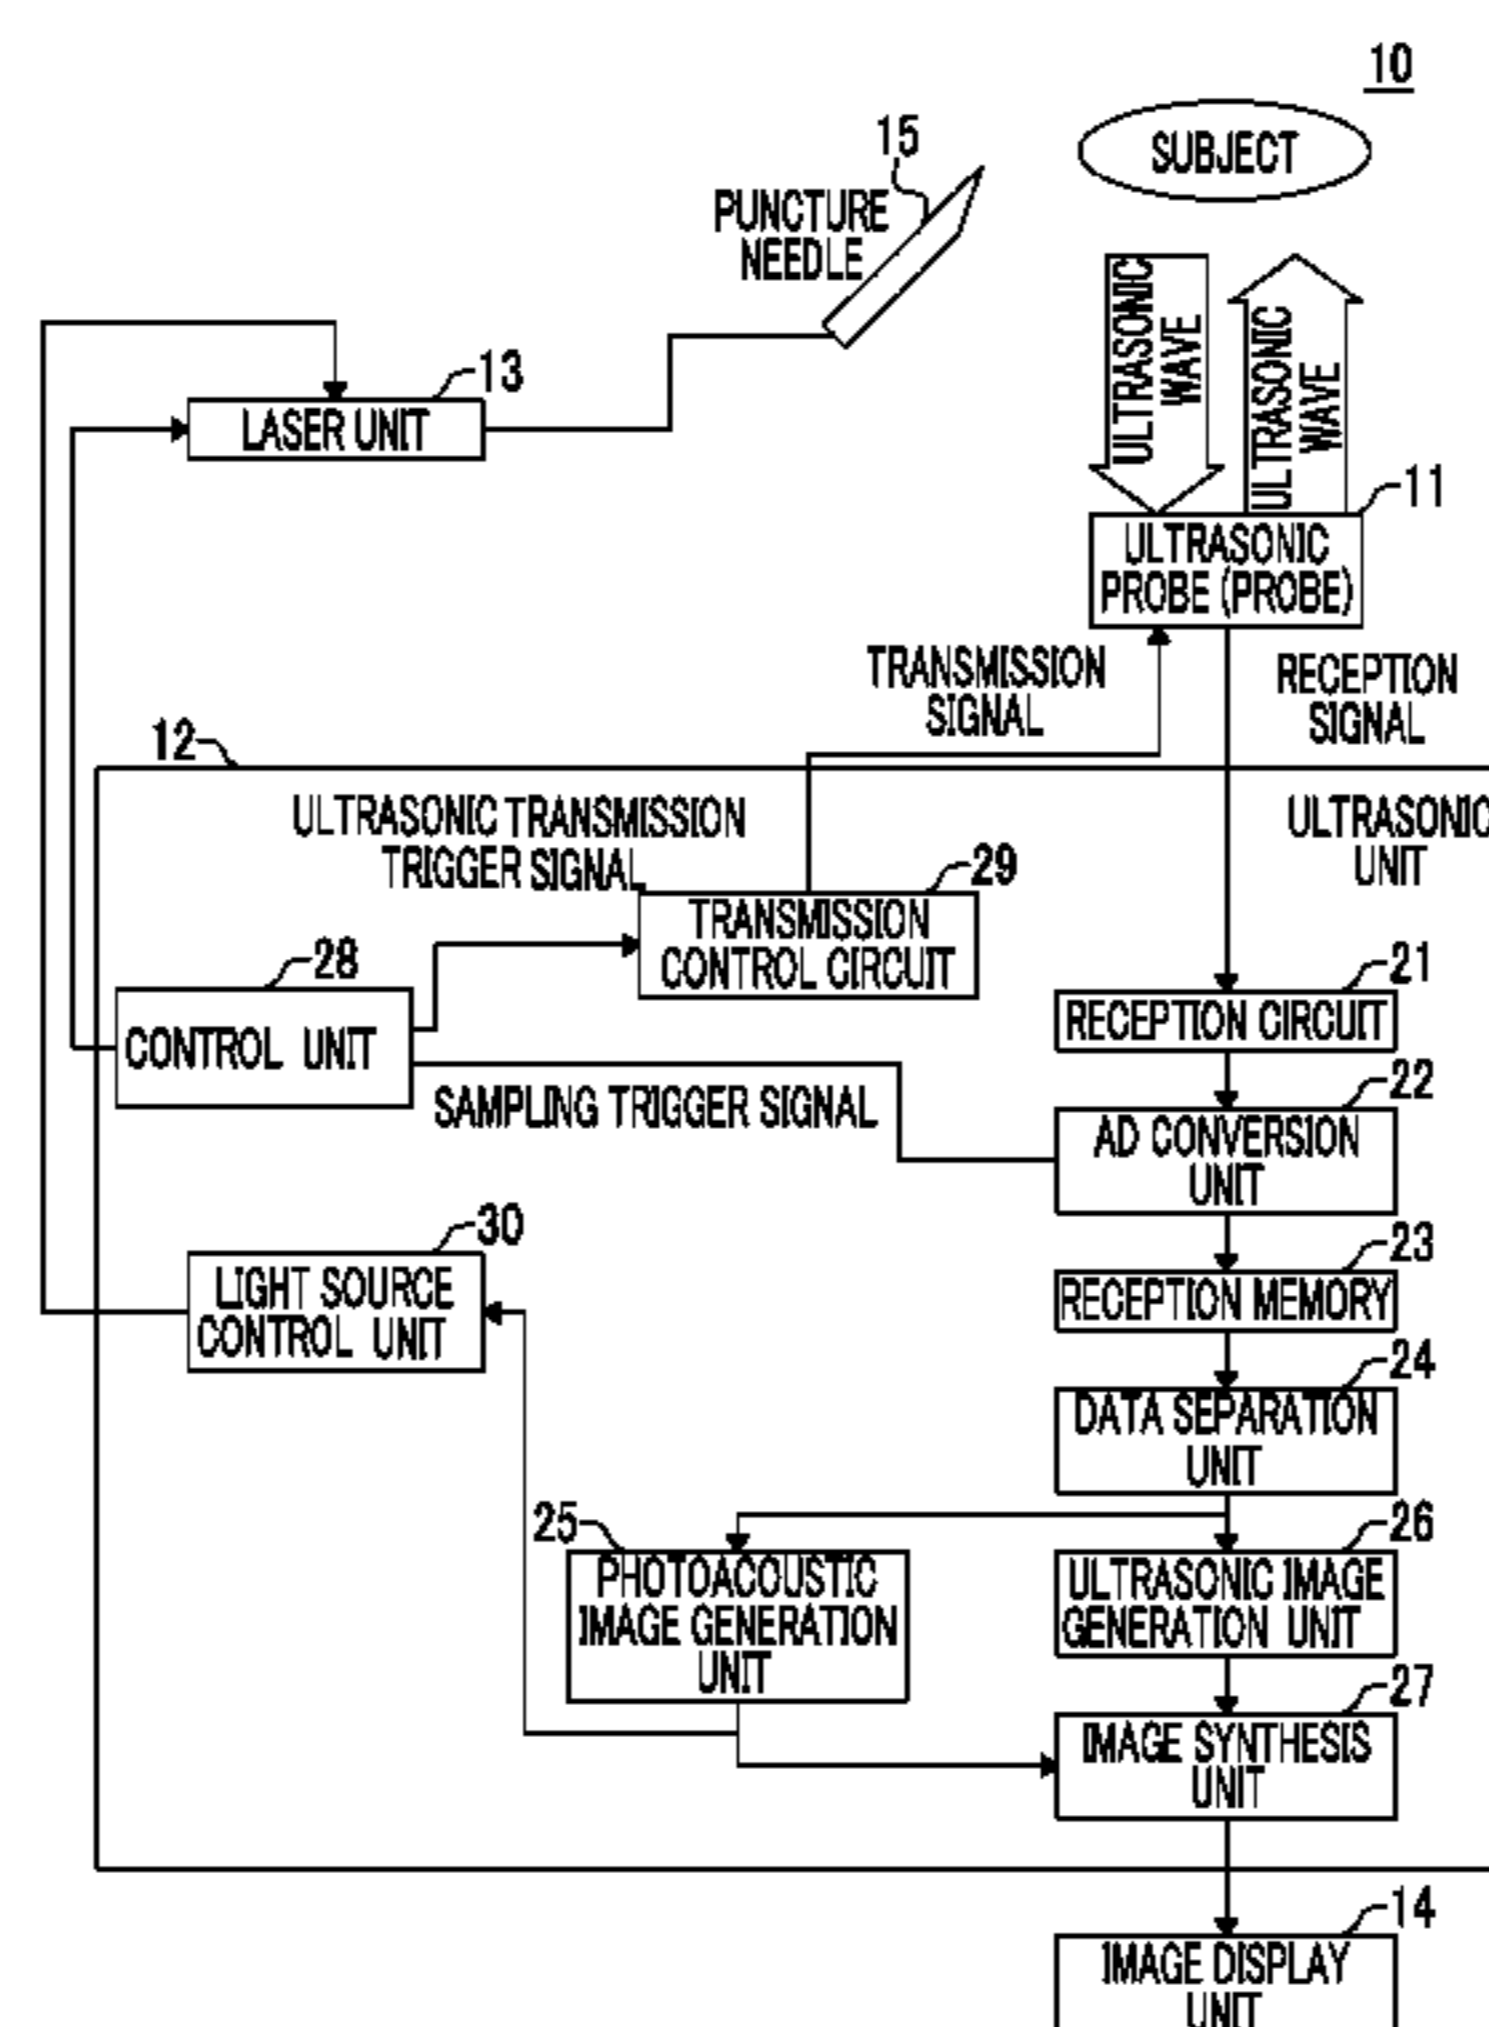 10
SUBJECT
15
PUNCTURE
NEEDLE
ULTRASONIC
WAVE
ULTRASONIC
WAVE
13
LASER UNIT
11
ULTRASONIC
PROBE (PROBE)
TRANSMISSION
SIGNAL
RECEPTION
SIGNAL
12
ULTRASONIC TRANSMISSION
TRIGGER SIGNAL
ULTRASONIC
UNIT
29
TRANSMISSION
CONTROL CIRCUIT
28
CONTROL UNIT
21
RECEPTION CIRCUIT
SAMPLING TRIGGER SIGNAL
22
AD CONVERSION
UNIT
30
LIGHT SOURCE
CONTROL UNIT
23
RECEPTION MEMORY
24
DATA SEPARATION
UNIT
25
PHOTOACOUSTIC
IMAGE GENERATION
UNIT
26
ULTRASONIC IMAGE
GENERATION UNIT
27
IMAGE SYNTHESIS
UNIT
14
IMAGE DISPLAY
UNIT